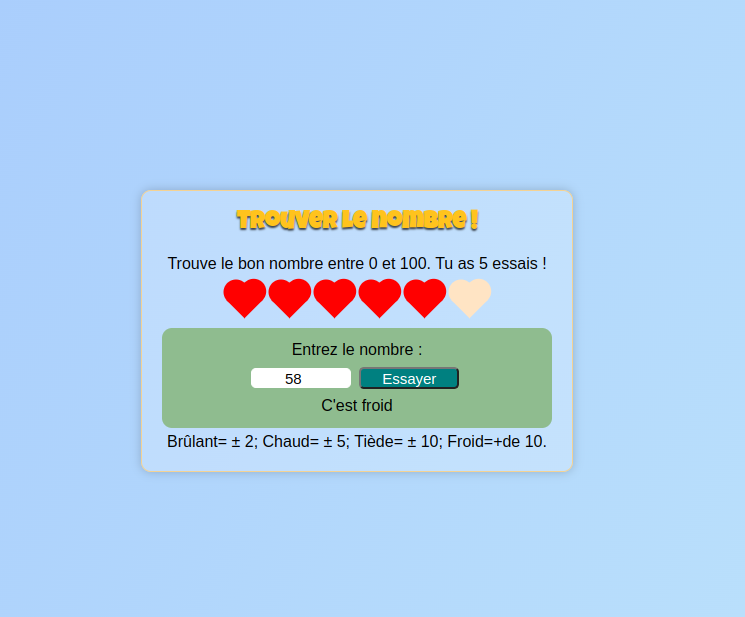 Trouver le nombre !
Trouve le bon nombre entre 0 et 100. Tu as 5 essais !
Entrez le nombre :
58
Essayer
C'est froid
Brûlant= ± 2; Chaud= ± 5; Tiède= ± 10; Froid=+de 10.